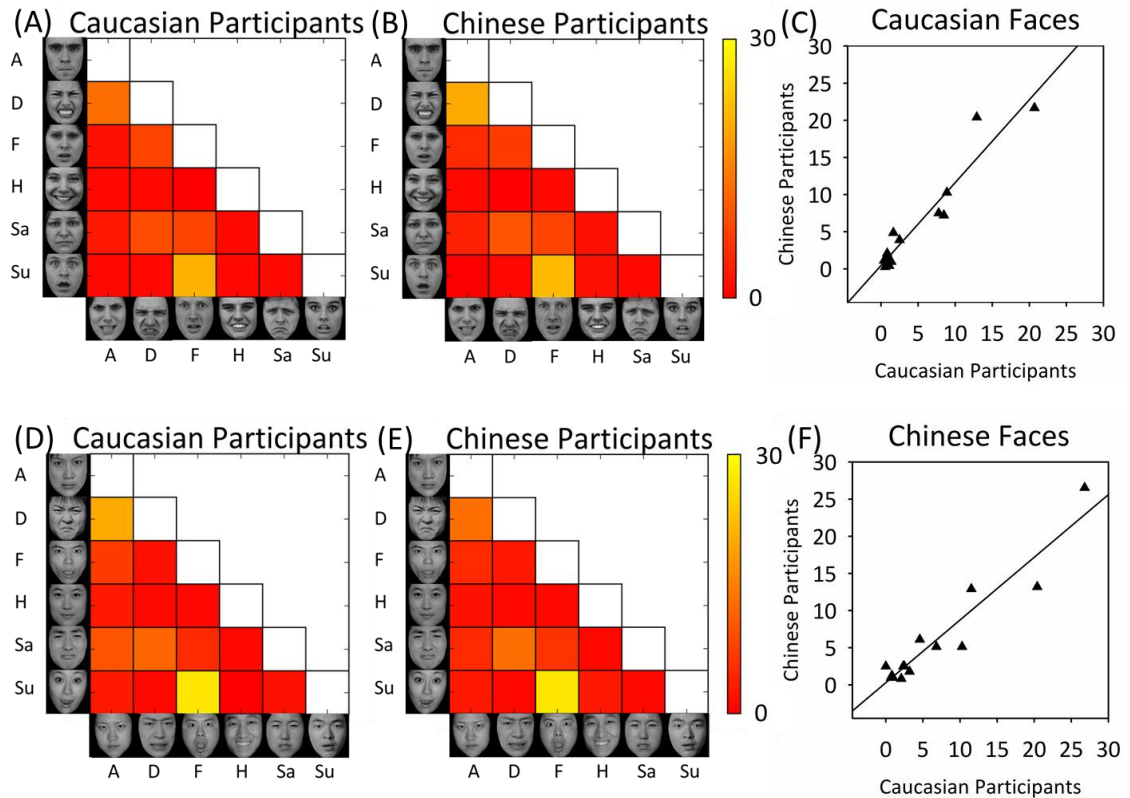 (A) Caucasian Participants
A
D
F
H
Sa
Su
A D F H Sa Su
(B) Chinese Participants
A
D
F
H
Sa
Su
A D F H Sa Su
30
0
(C) Caucasian Faces
Chinese Participants
30
25
20
15
10
5
0
0 5 10 15 20 25 30
Caucasian Participants
(D) Caucasian Participants
A
D
F
H
Sa
Su
A D F H Sa Su
(E) Chinese Participants
A
D
F
H
Sa
Su
A D F H Sa Su
30
0
(F) Chinese Faces
Chinese Participants
30
25
20
15
10
5
0
0 5 10 15 20 25 30
Caucasian Participants